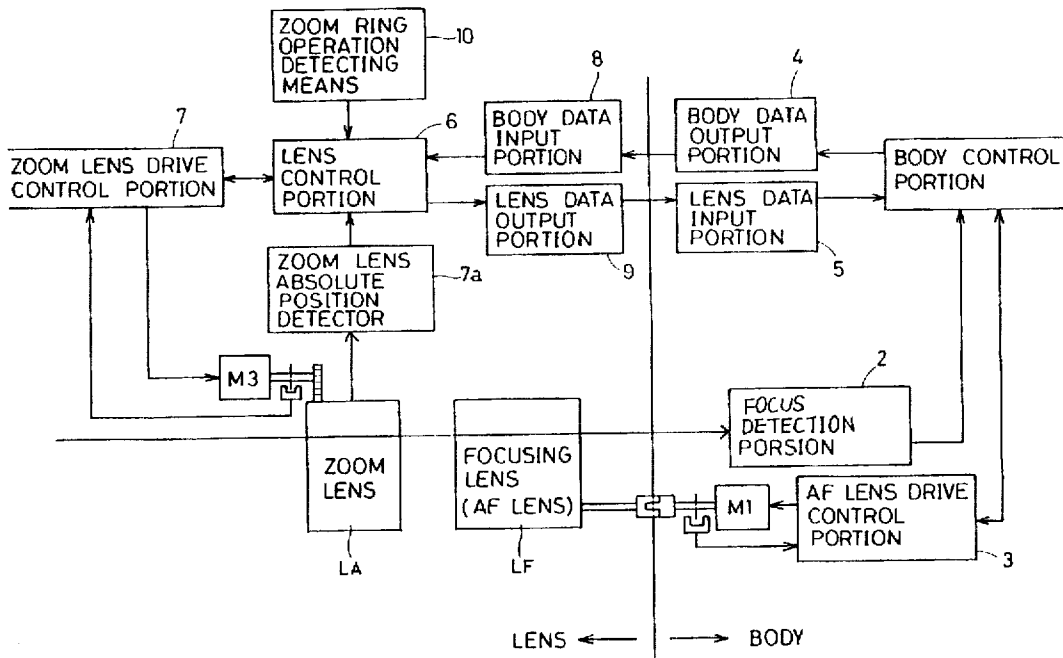 ZOOM RING
OPERATION
DETECTING
MEANS
10
7
ZOOM LENS DRIVE
CONTROL PORTION
6
LENS
CONTROL
PORTION
8
BODY DATA
INPUT
PORTION
4
BODY DATA
OUTPUT
PORTION
BODY CONTROL
PORTION
LENS DATA
OUTPUT
PORTION
9
LENS DATA
INPUT
PORTION
5
ZOOM LENS
ABSOLUTE
POSITION
DETECTOR
7a
M3
ZOOM
LENS
LA
FOCUSING
LENS
(AF LENS)
LF
2
FOCUS
DETECTION
PORSION
M1
AF LENS DRIVE
CONTROL
PORTION
3
LENS
BODY